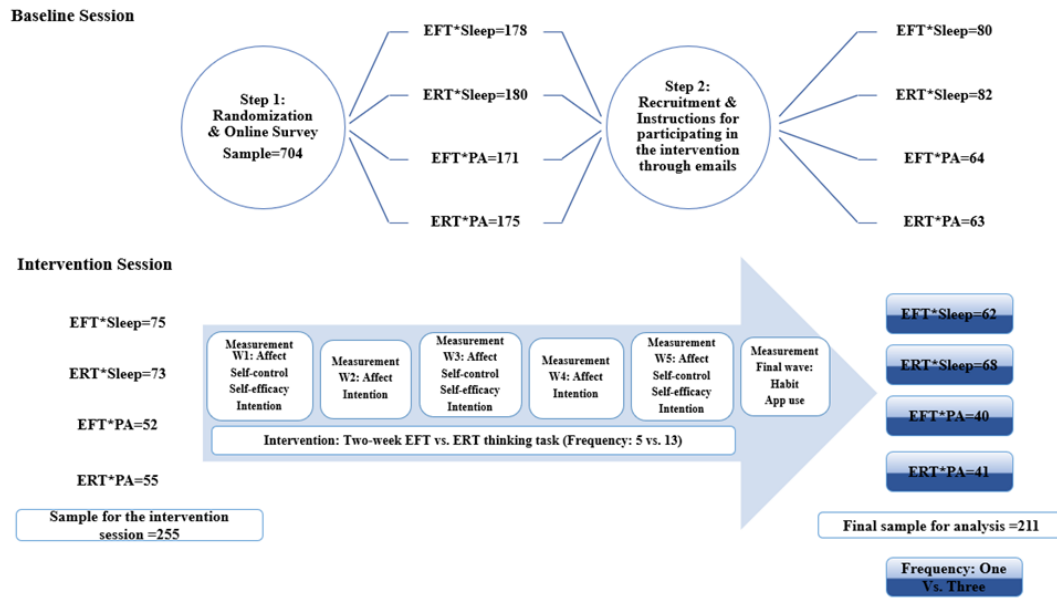 Baseline Session
Step 1:
Randomization
& Online Survey
Sample=704
EFT*Sleep=178
ERT*Sleep=180
EFT*PA=171
ERT*PA=175
Step 2:
Recruitment &
Instructions for
participating in
the intervention
through emails
EFT*Sleep=80
ERT*Sleep=82
EFT*PA=64
ERT*PA=63
Intervention Session
EFT*Sleep=75
ERT*Sleep=73
EFT*PA=52
ERT*PA=55
Sample for the intervention
session =255
Measurement
W1: Affect
Self-control
Self-efficacy
Intention
Measurement
W2: Affect
Intention
Measurement
W3: Affect
Self-control
Self-efficacy
Intention
Measurement
W4: Affect
Intention
Measurement
W5: Affect
Self-control
Self-efficacy
Intention
Measurement
Final wave:
Habit
App use
Intervention: Two-week EFT vs. ERT thinking task (Frequency: 5 vs. 13)
EFT*Sleep=62
ERT*Sleep=68
EFT*PA=40
ERT*PA=41
Final sample for analysis =211
Frequency: One
Vs. Three